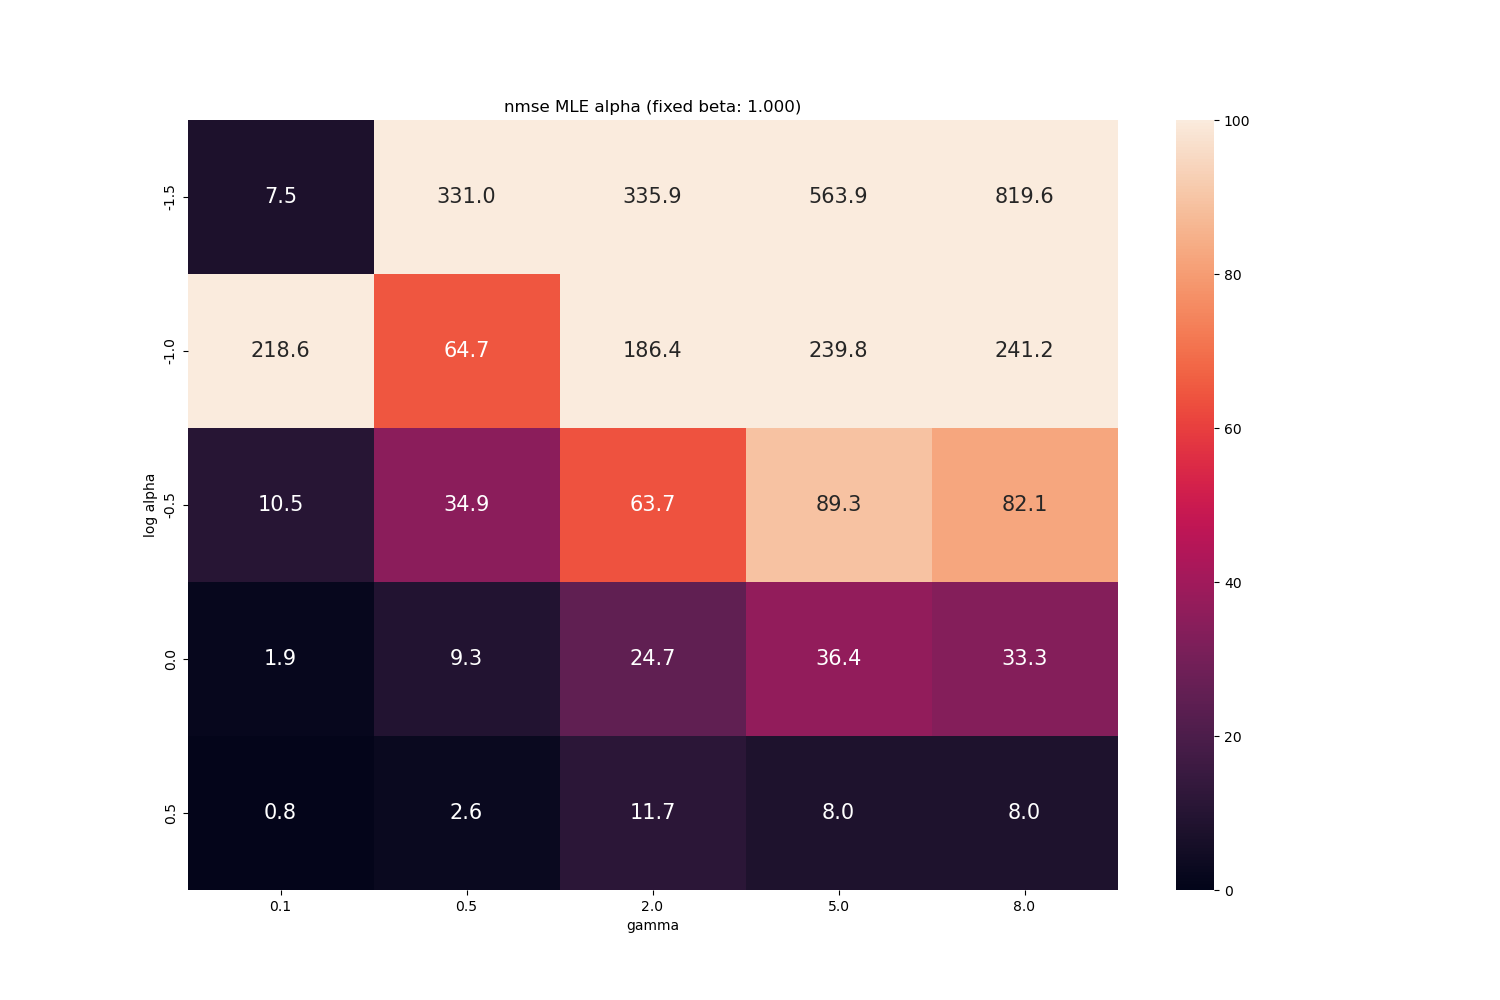 nmse MLE alpha (fixed beta: 1.000)
log alpha
-1.5 7.5 331.0 335.9 563.9 819.6
-1.0 218.6 64.7 186.4 239.8 241.2
-0.5 10.5 34.9 63.7 89.3 82.1
0.0 1.9 9.3 24.7 36.4 33.3
0.5 0.8 2.6 11.7 8.0 8.0
0.1 0.5 2.0 5.0 8.0
gamma
100
80
60
40
20
0